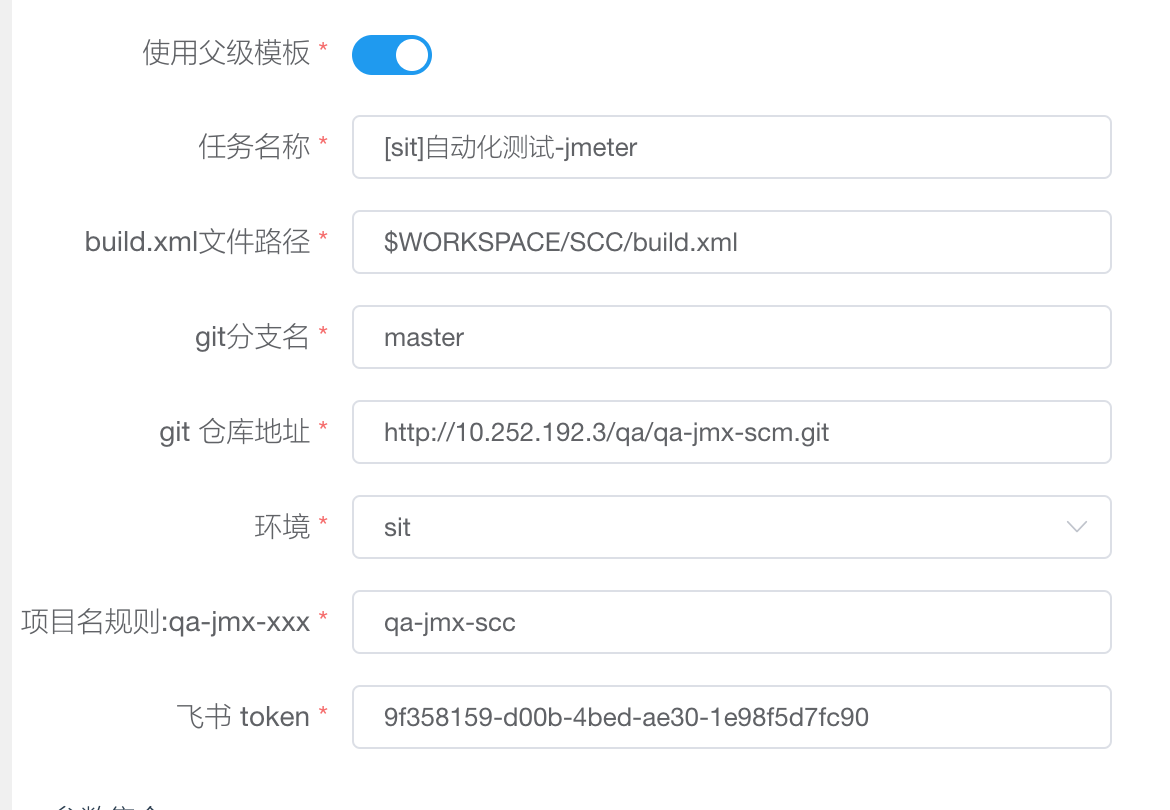 使用父级模板 *
任务名称 * [sit]自动化测试-jmeter
build.xml文件路径 * $WORKSPACE/SCC/build.xml
git分支名 * master
git 仓库地址 * http://10.252.192.3/qa/qa-jmx-scm.git
环境 * sit
项目名规则:qa-jmx-xxx * qa-jmx-scc
飞书 token * 9f358159-d00b-4bed-ae30-1e98f5d7fc90